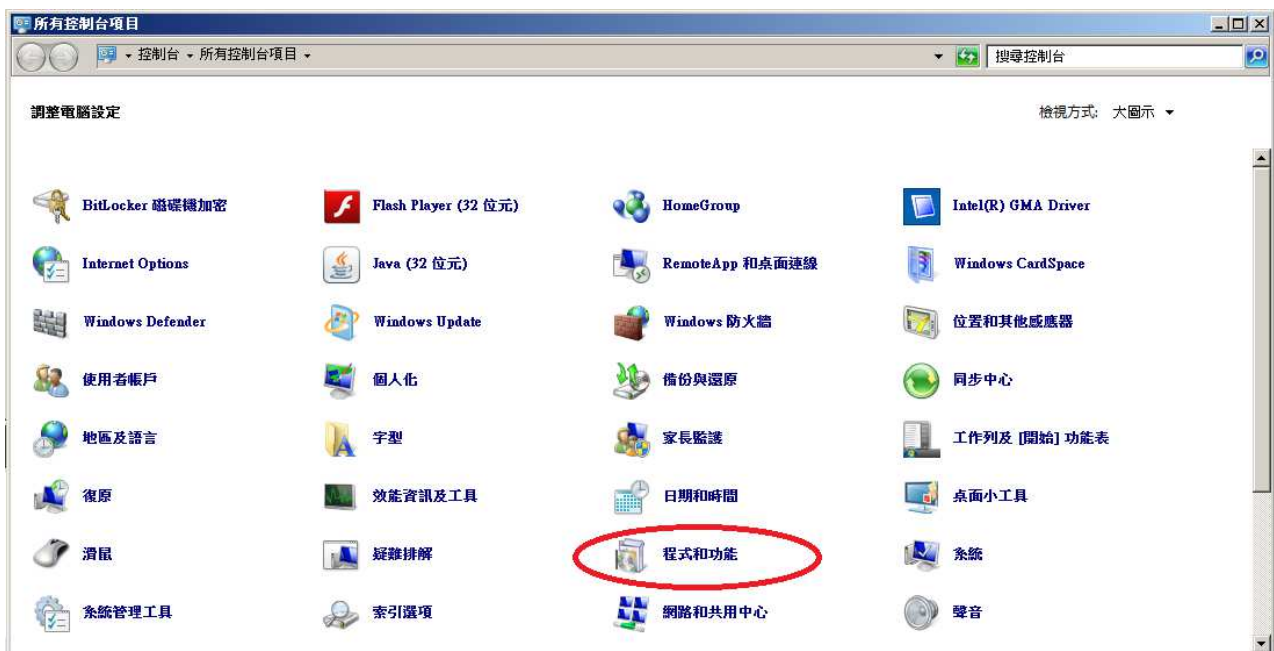 所有控制台項目
控制台 所有控制台項目
搜尋控制台
調整電腦設定
檢視方式: 大圖示
BitLocker 磁碟機加密
Flash Player (32 位元)
HomeGroup
Intel(R) GMA Driver
Internet Options
Java (32 位元)
RemoteApp 和桌面連線
Windows CardSpace
Windows Defender
Windows Update
Windows 防火牆
位置和其他感應器
使用者帳戶
個人化
備份與還原
同步中心
地區及語言
字型
家長監護
工作列及 [開始] 功能表
復原
效能資訊及工具
日期和時間
桌面小工具
滑鼠
疑難排解
程式和功能
系統
系統管理工具
索引選項
網路和共用中心
聲音